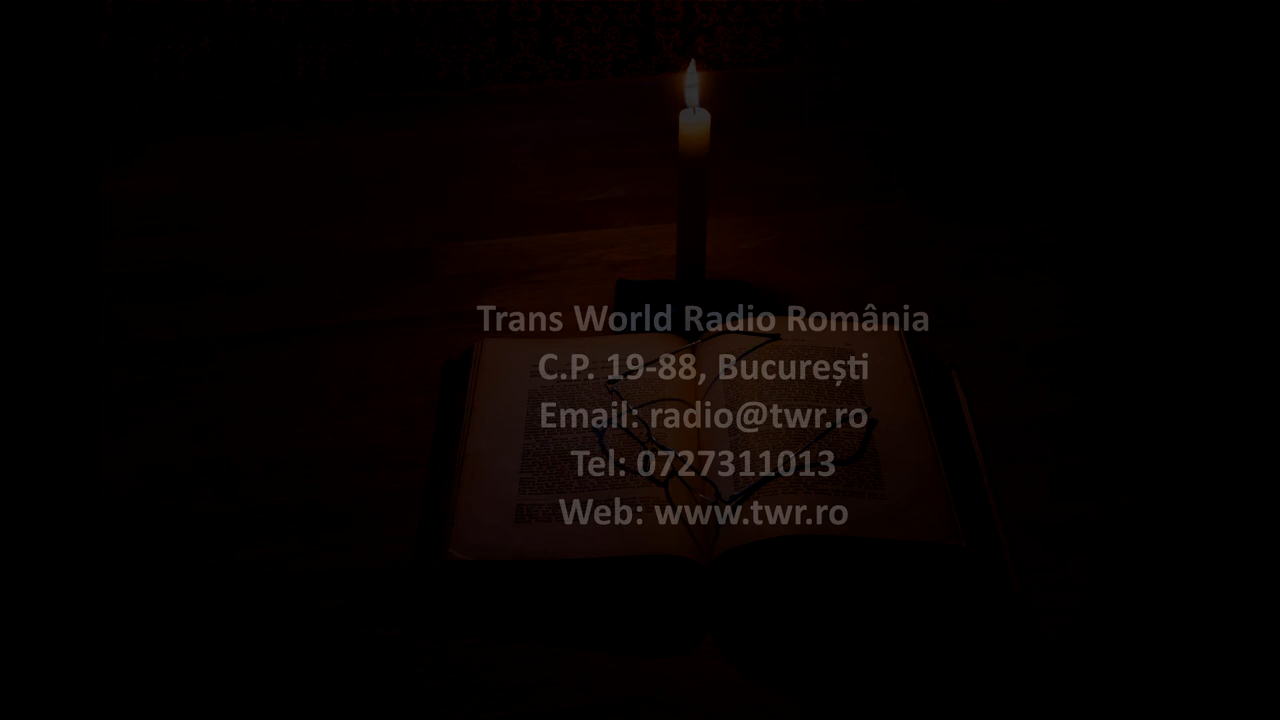 Trans World Radio România
C.P. 19-88, București
Email: radio@twr.ro
Tel: 0727311013
Web: www.twr.ro